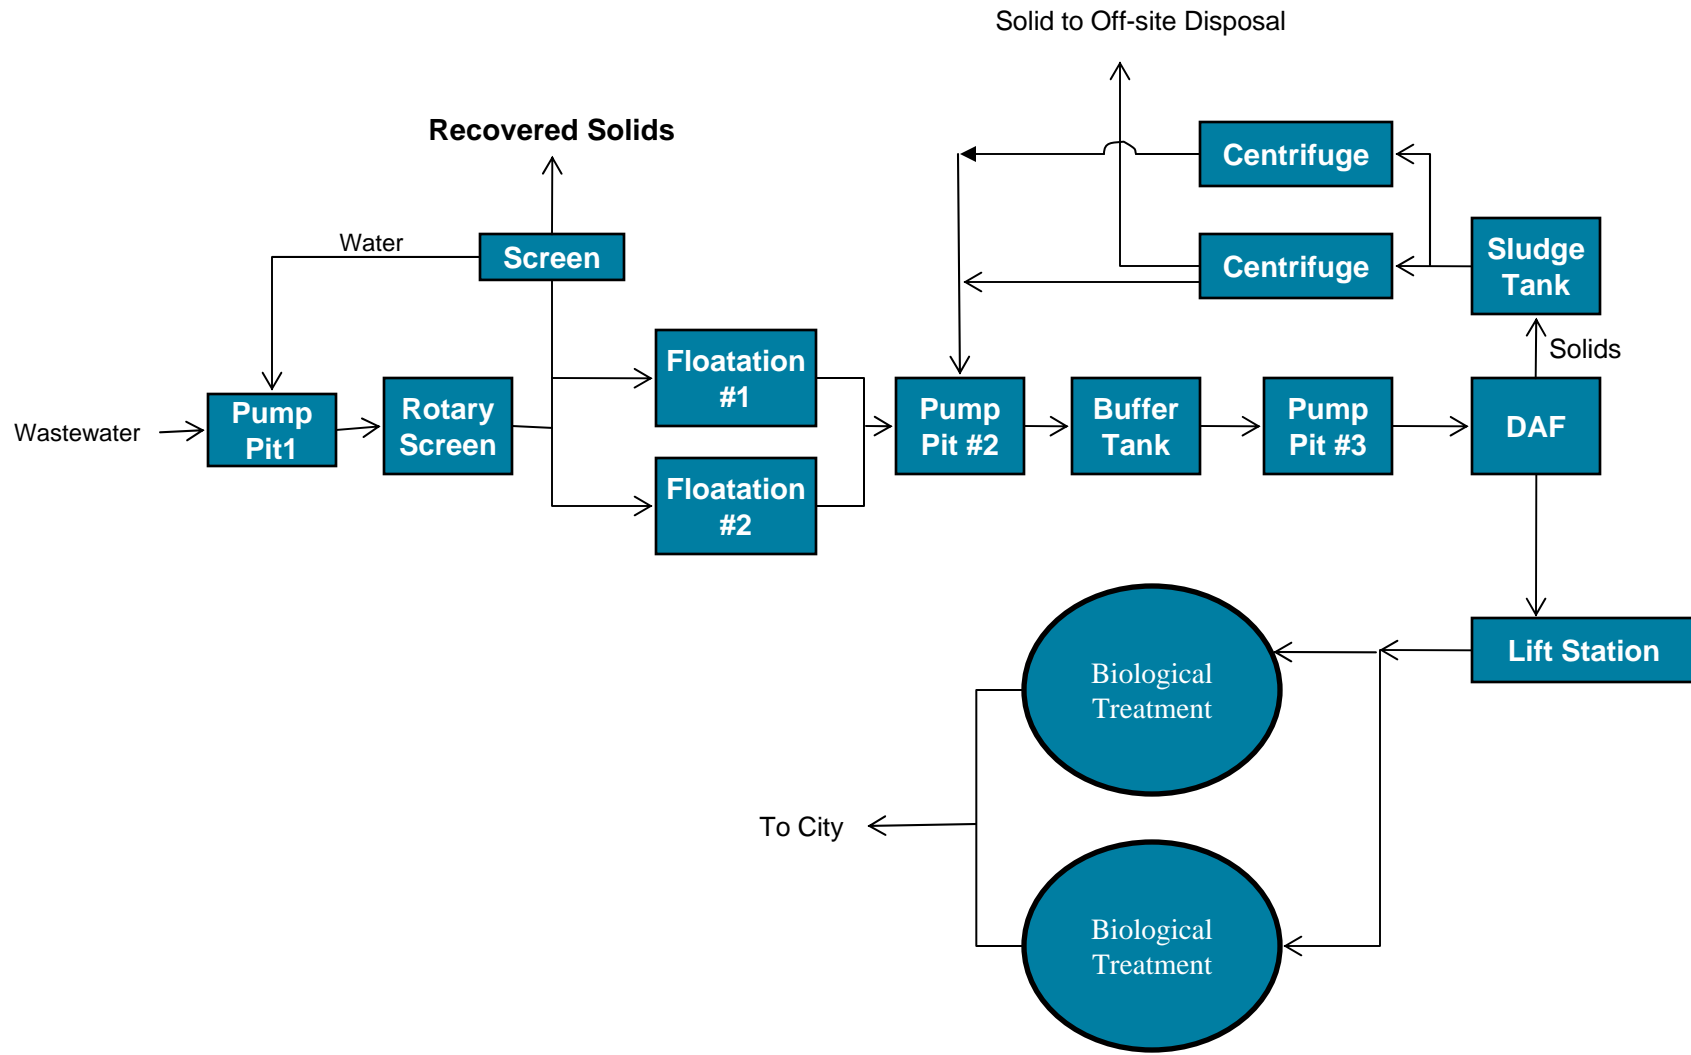 Solid to Off-site Disposal
Recovered Solids
Centrifuge
Water
Screen
Centrifuge
Sludge
Tank
Solids
Floatation
#1
Wastewater
Pump
Pit1
Rotary
Screen
Pump
Pit #2
Buffer
Tank
Pump
Pit #3
DAF
Floatation
#2
Lift Station
Biological
Treatment
To City
Biological
Treatment